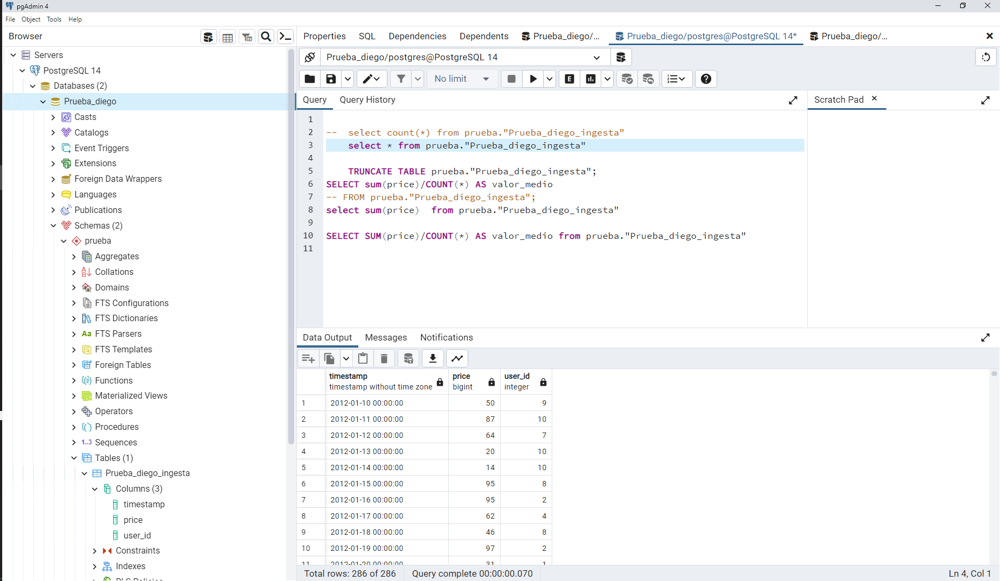 pgAdmin 4
File Object Tools Help
Browser
Properties SQL Dependencies Dependents Prueba_diego/... Prueba_diego/postgres@PostgreSQL 14* Prueba_diego/...
Servers
PostgreSQL 14
Databases (2)
Prueba_diego
Casts
Catalogs
Event Triggers
Extensions
Foreign Data Wrappers
Languages
Publications
Schemas (2)
prueba
Aggregates
Collations
Domains
FTS Configurations
FTS Dictionaries
Aa FTS Parsers
FTS Templates
Foreign Tables
Functions
Materialized Views
Operators
Procedures
1..3 Sequences
Tables (1)
Prueba_diego_ingesta
Columns (3)
timestamp
price
user_id
Constraints
Indexes
RLS Policies
Prueba_diego/postgres@PostgreSQL 14
No limit E
Query Query History
Scratch Pad
1
2 --  select count(*) from prueba."Prueba_diego_ingesta"
3 select * from prueba."Prueba_diego_ingesta"
4
5 TRUNCATE TABLE prueba."Prueba_diego_ingesta";
6 SELECT sum(price)/COUNT(*) AS valor_medio
7 -- FROM prueba."Prueba_diego_ingesta";
8 select sum(price)  from prueba."Prueba_diego_ingesta"
9
10 SELECT SUM(price)/COUNT(*) AS valor_medio from prueba."Prueba_diego_ingesta"
11
Data Output Messages Notifications
timestamp price user_id
timestamp without time zone bigint integer
1 2012-01-10 00:00:00 50 9
2 2012-01-11 00:00:00 87 10
3 2012-01-12 00:00:00 64 7
4 2012-01-13 00:00:00 20 10
5 2012-01-14 00:00:00 14 10
6 2012-01-15 00:00:00 95 8
7 2012-01-16 00:00:00 95 2
8 2012-01-17 00:00:00 62 4
9 2012-01-18 00:00:00 46 8
10 2012-01-19 00:00:00 97 2
11 2012-01-20 00:00:00 31 1
Total rows: 286 of 286 Query complete 00:00:00.070 Ln 4, Col 1